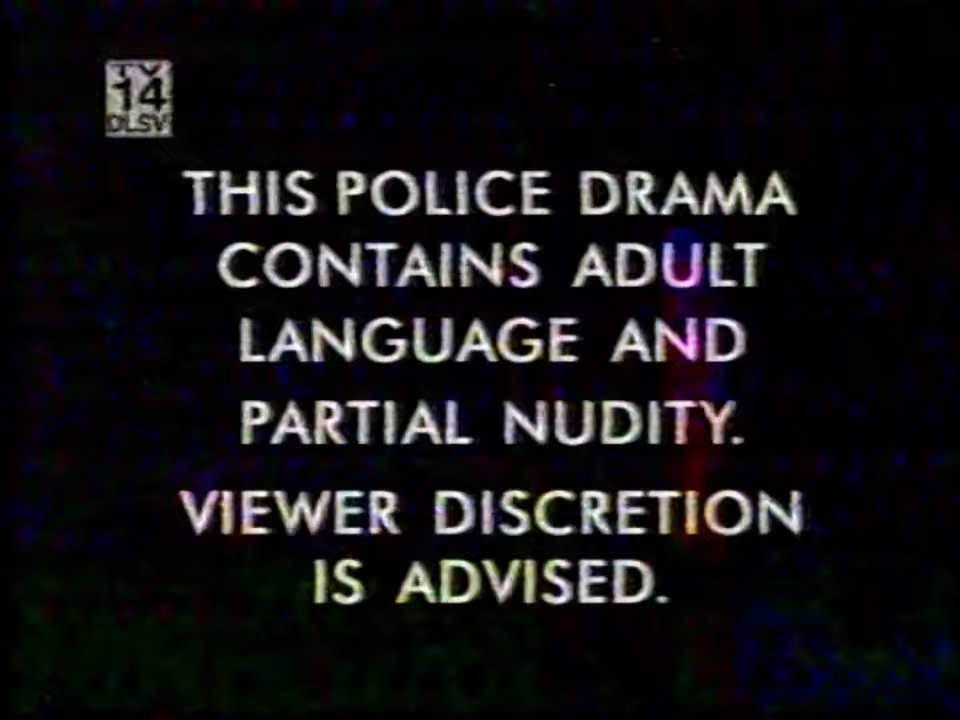 TV
14
DLSV
THIS POLICE DRAMA
CONTAINS ADULT
LANGUAGE AND
PARTIAL NUDITY.
VIEWER DISCRETION
IS ADVISED.